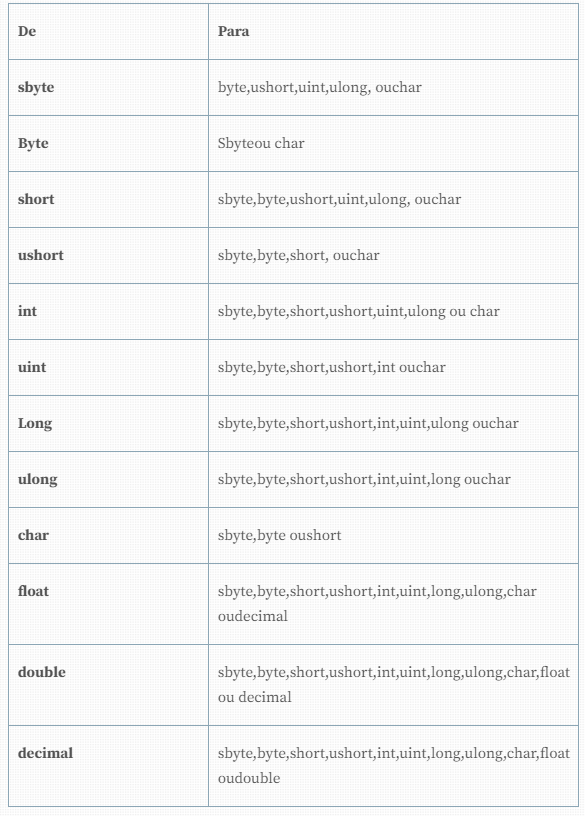 De Para
sbyte byte,ushort,uint,ulong, ouchar
Byte Sbyteou char
short sbyte,byte,ushort,uint,ulong, ouchar
ushort sbyte,byte,short, ouchar
int sbyte,byte,short,ushort,uint,ulong ou char
uint sbyte,byte,short,ushort,int ouchar
Long sbyte,byte,short,ushort,int,uint,ulong ouchar
ulong sbyte,byte,short,ushort,int,uint,long ouchar
char sbyte,byte oushort
float sbyte,byte,short,ushort,int,uint,long,ulong,char
oudecimal
double sbyte,byte,short,ushort,int,uint,long,ulong,char,float
ou decimal
decimal sbyte,byte,short,ushort,int,uint,long,ulong,char,float
oudouble